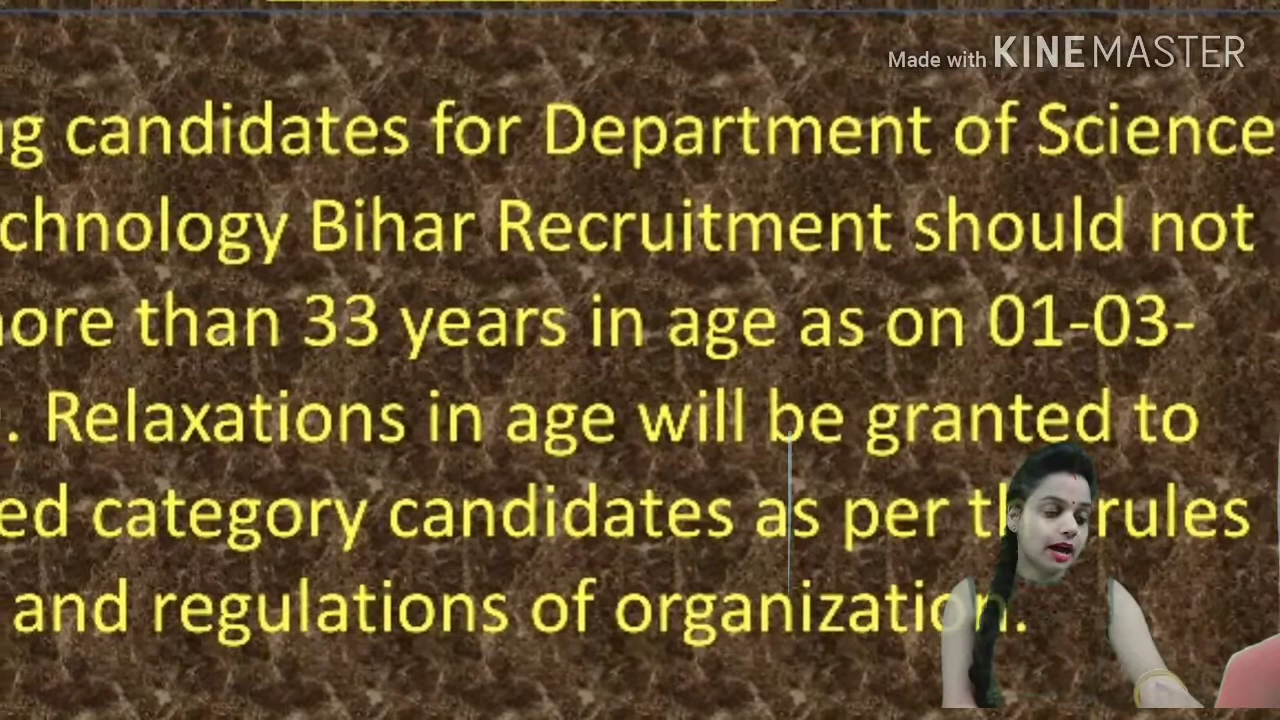 Made with KINEMASTER
ng candidates for Department of Science
chnology Bihar Recruitment should not
ore than 33 years in age as on 01-03-
. Relaxations in age will be granted to
ed category candidates as per rules
and regulations of organization.